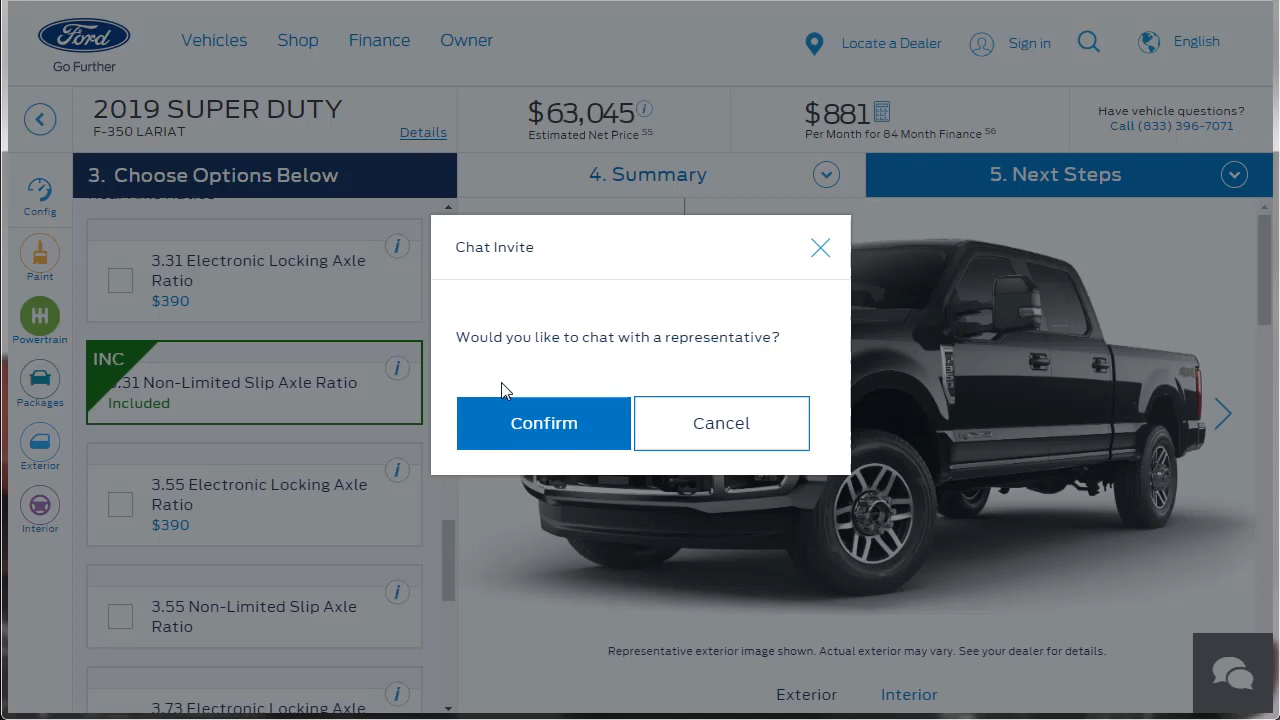 Ford
Go Further
Vehicles
Shop
Finance
Owner
Locate a Dealer
Sign in
English
2019 SUPER DUTY
F-350 LARIAT
Details
$63,045 i
Estimated Net Price 55
$881
Per Month for 84 Month Finance 56
Have vehicle questions?
Call (833) 396-7071
3. Choose Options Below
4. Summary
5. Next Steps
Config
Paint
Powertrain
Packages
Exterior
Interior
3.31 Electronic Locking Axle
Ratio
$390
i
INC
3.31 Non-Limited Slip Axle Ratio
Included
i
3.55 Electronic Locking Axle
Ratio
$390
i
3.55 Non-Limited Slip Axle
Ratio
i
3.73 Electronic Locking Axle
i
Chat Invite
Would you like to chat with a representative?
Confirm
Cancel
Representative exterior image shown. Actual exterior may vary. See your dealer for details.
Exterior
Interior